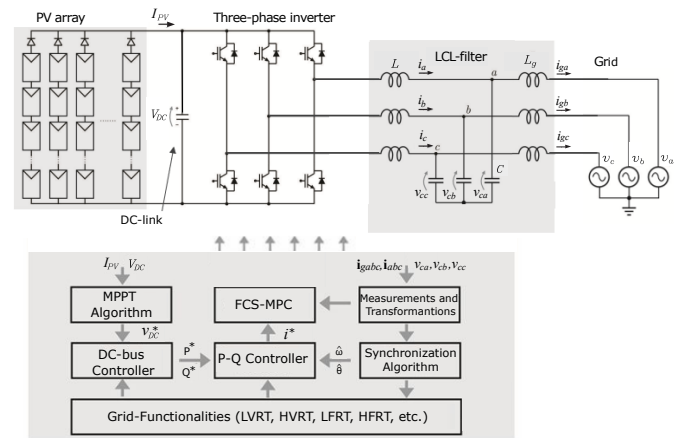 PV array
I_PV
Three-phase inverter
LCL-filter
Grid
L
i_a
a
L_g
i_ga
i_b
b
i_gb
i_c
c
i_gc
V_DC
+
-
v_cc
v_cb
v_ca
C
v_c
v_b
v_a
DC-link
I_PV V_DC
i_gabc, i_abc v_ca, v_cb, v_cc
MPPT
Algorithm
FCS-MPC
Measurements and
Transformantions
v_DC*
i*
DC-bus
Controller
P*
Q*
P-Q Controller
ω̂
θ̂
Synchronization
Algorithm
Grid-Functionalities (LVRT, HVRT, LFRT, HFRT, etc.)